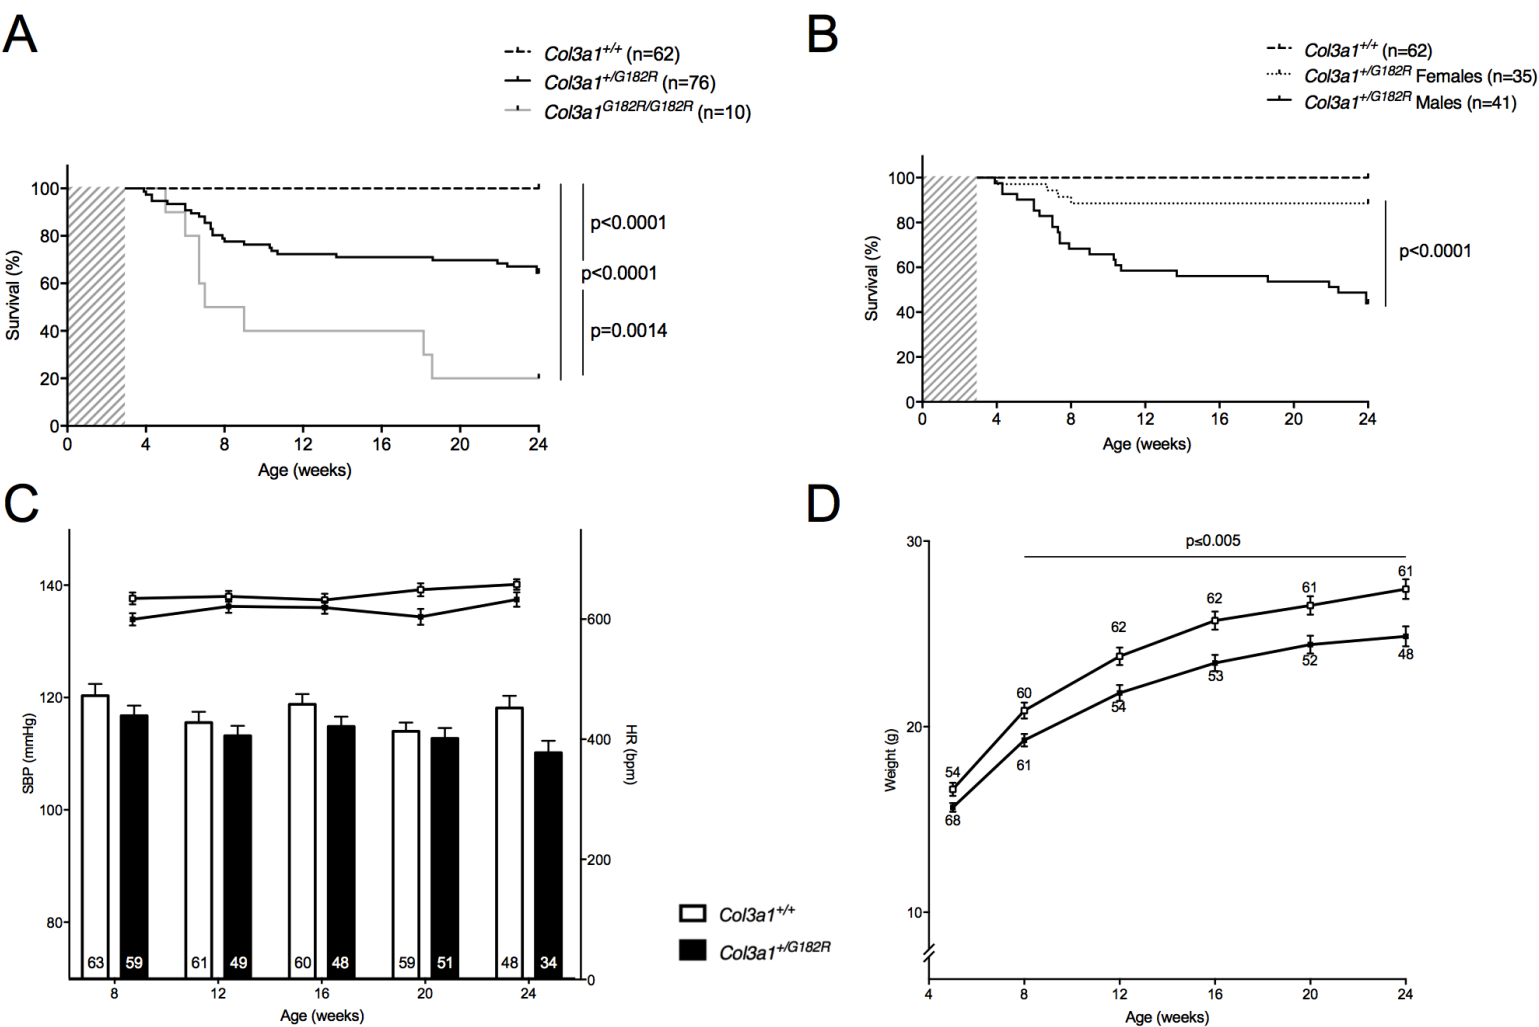 A
Col3a1+/+ (n=62)
Col3a1+/G182R (n=76)
Col3a1G182R/G182R (n=10)
Survival (%)
100
80
60
40
20
0
0 4 8 12 16 20 24
Age (weeks)
p<0.0001
p<0.0001
p=0.0014
B
Col3a1+/+ (n=62)
Col3a1+/G182R Females (n=35)
Col3a1+/G182R Males (n=41)
Survival (%)
100
80
60
40
20
0
0 4 8 12 16 20 24
Age (weeks)
p<0.0001
C
SBP (mmHg)
140
120
100
80
HR (bpm)
600
400
200
0
63 59 61 49 60 48 59 51 48 34
8 12 16 20 24
Age (weeks)
Col3a1+/+
Col3a1+/G182R
D
Weight (g)
30
20
10
p≤0.005
54 60 62 62 61 61
68 61 54 53 52 48
4 8 12 16 20 24
Age (weeks)